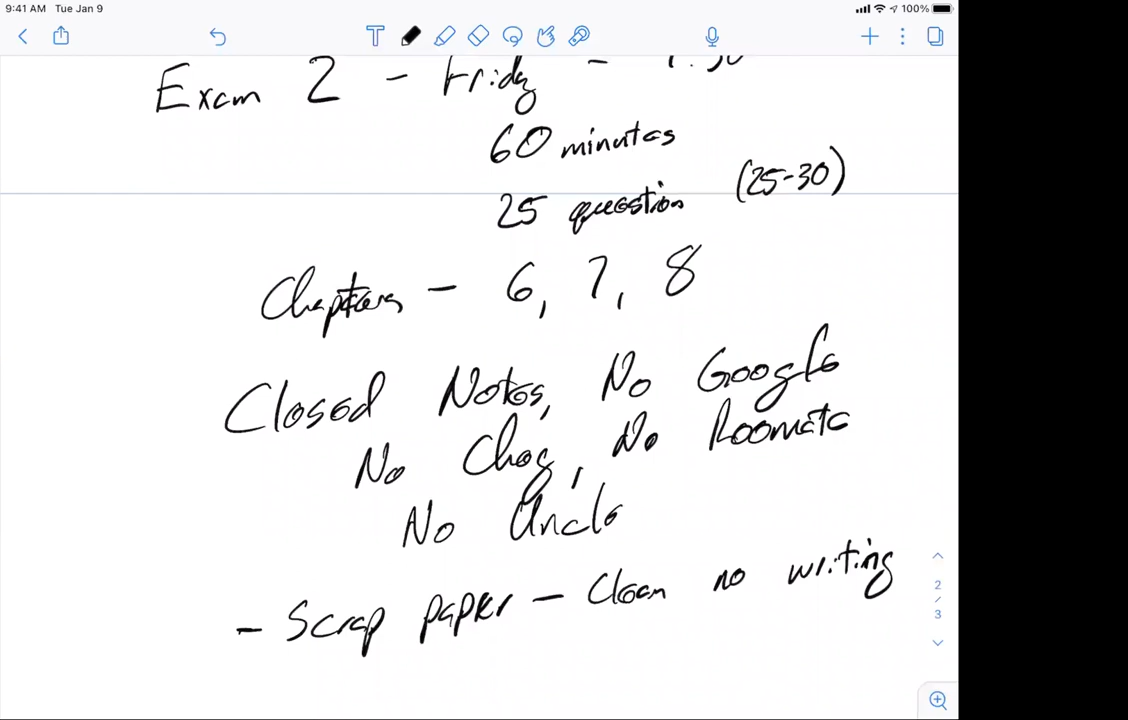 9:41 AM Tue Jan 9 100%
Exam 2 - Friday -
60 minutes
25 question (25-30)
Chapters - 6, 7, 8
Closed Notes, No Google
No Cheg, No Roomate
No Uncle
- Scrap paper - Clean no writing
2
/
3